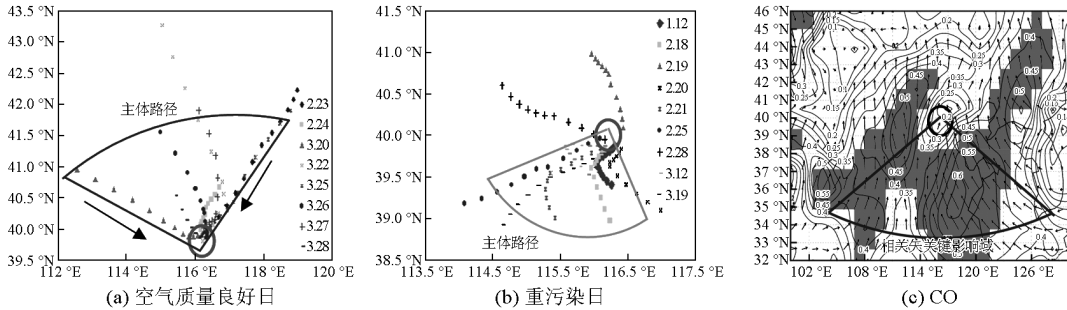 43.5 °N
43.0 °N
42.5 °N
42.0 °N
41.5 °N
41.0 °N
40.5 °N
40.0 °N
39.5 °N
112 °E
114 °E
116 °E
117 °E
118 °E
120 °E
主体路径
2.23
2.24
3.20
3.22
3.25
3.26
3.27
3.28
(a) 空气质量良好日
41.5 °N
41.0 °N
40.0 °N
39.0 °N
38.5 °N
113.5 °E
114.5 °E
115.5 °E
116.5 °E
117.5 °E
主体路径
1.12
2.18
2.19
2.20
2.21
2.25
2.28
3.12
3.19
(b) 重污染日
46 °N
45 °N
44 °N
43 °N
42 °N
41 °N
40 °N
39 °N
38 °N
37 °N
36 °N
35 °N
34 °N
33 °N
32 °N
102 °E
108 °E
114 °E
120 °E
126 °E
相关矢关键影响域
(c) CO